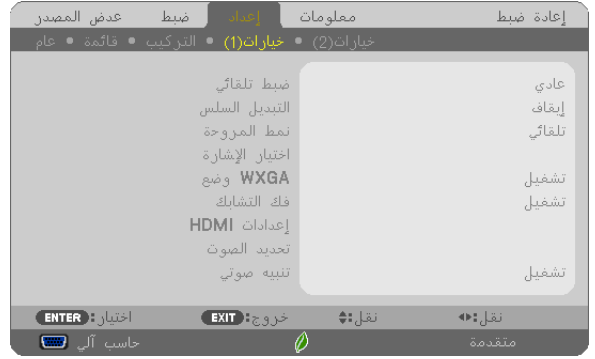 عدض المصدر ضبط إعداد معلومات إعادة ضبط
عام • قائمة • التركيب • خيارات(1) • خيارات(2)
ضبط تلقائي عادي
التبديل السلس إيقاف
نمط المروحة تلقائي
اختيار الإشارة
وضع WXGA تشغيل
فك التشابك تشغيل
إعدادات HDMI
تحديد الصوت
تنبيه صوتي تشغيل
ENTER :اختيار EXIT :خروج نقل: نقل:
حاسب آلي متقدمة